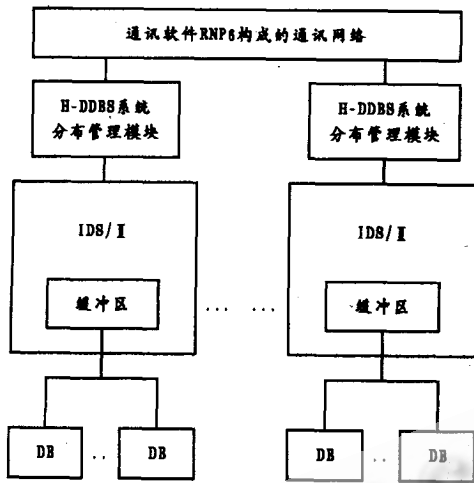 通讯软件RNP6构成的通讯网络
H-DDBS系统
分布管理模块
H-DDBS系统
分布管理模块
IDS/Ⅱ
IDS/Ⅱ
缓冲区
... ...
缓冲区
DB
..
DB
DB
..
DB